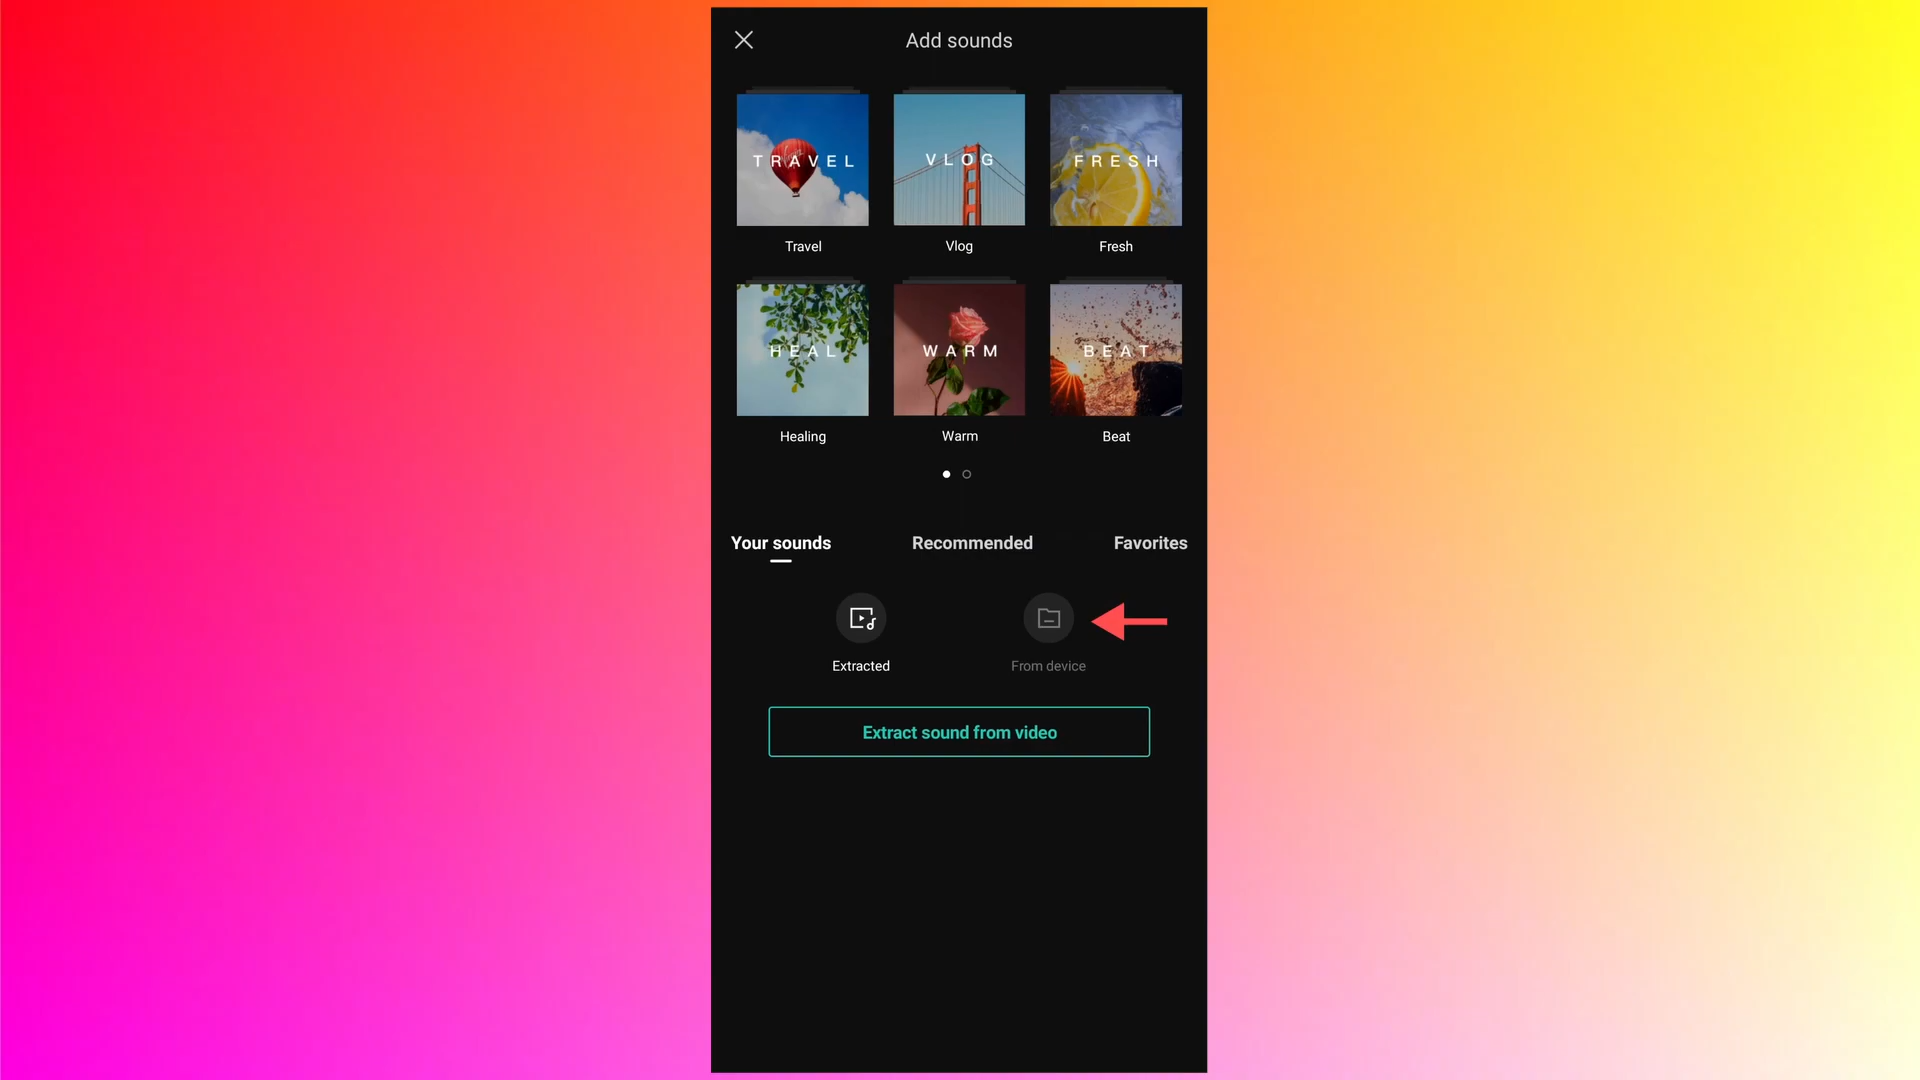 Add sounds
TRAVEL
VLOG
FRESH
Travel
Vlog
Fresh
HEAL
WARM
BEAT
Healing
Warm
Beat
Your sounds
Recommended
Favorites
Extracted
From device
Extract sound from video